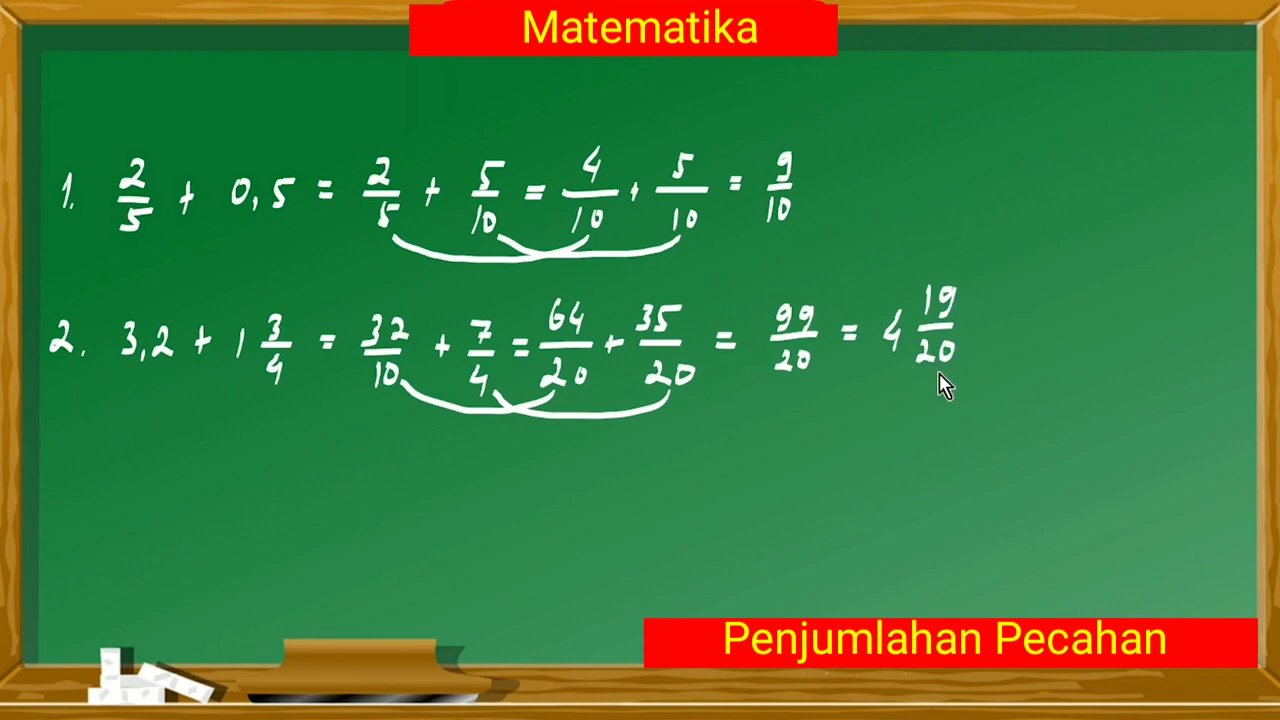 Matematika
1. 2/5 + 0,5 = 2/5 + 5/10 = 4/10 + 5/10 = 9/10
2. 3,2 + 1 3/4 = 32/10 + 7/4 = 64/20 + 35/20 = 99/20 = 4 19/20
Penjumlahan Pecahan